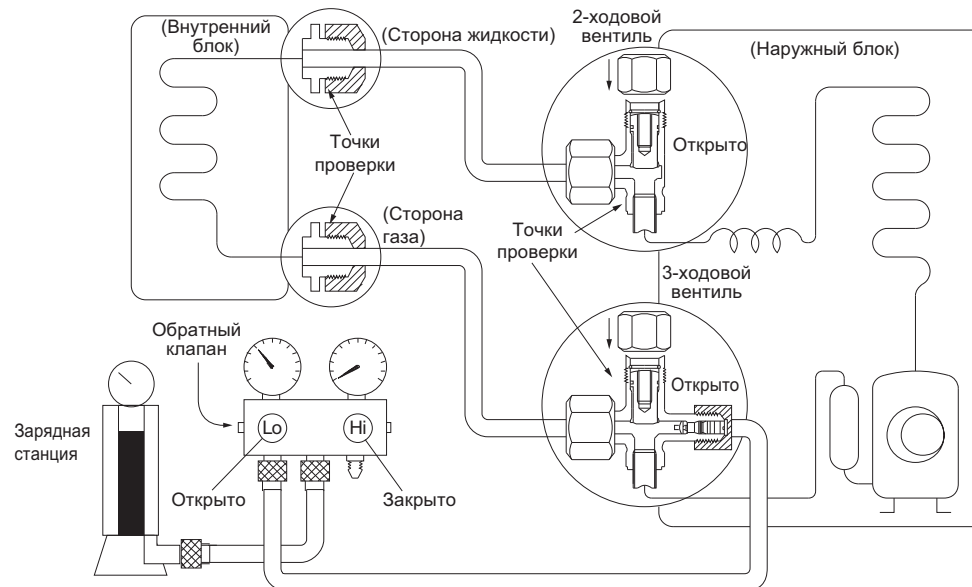 (Внутренний
блок)
(Сторона жидкости)
2-ходовой
вентиль
(Наружный блок)
Открыто
Точки
проверки
(Сторона
газа)
Точки
проверки
3-ходовой
вентиль
Обратный
клапан
Открыто
Зарядная
станция
Lo
Hi
Открыто
Закрыто